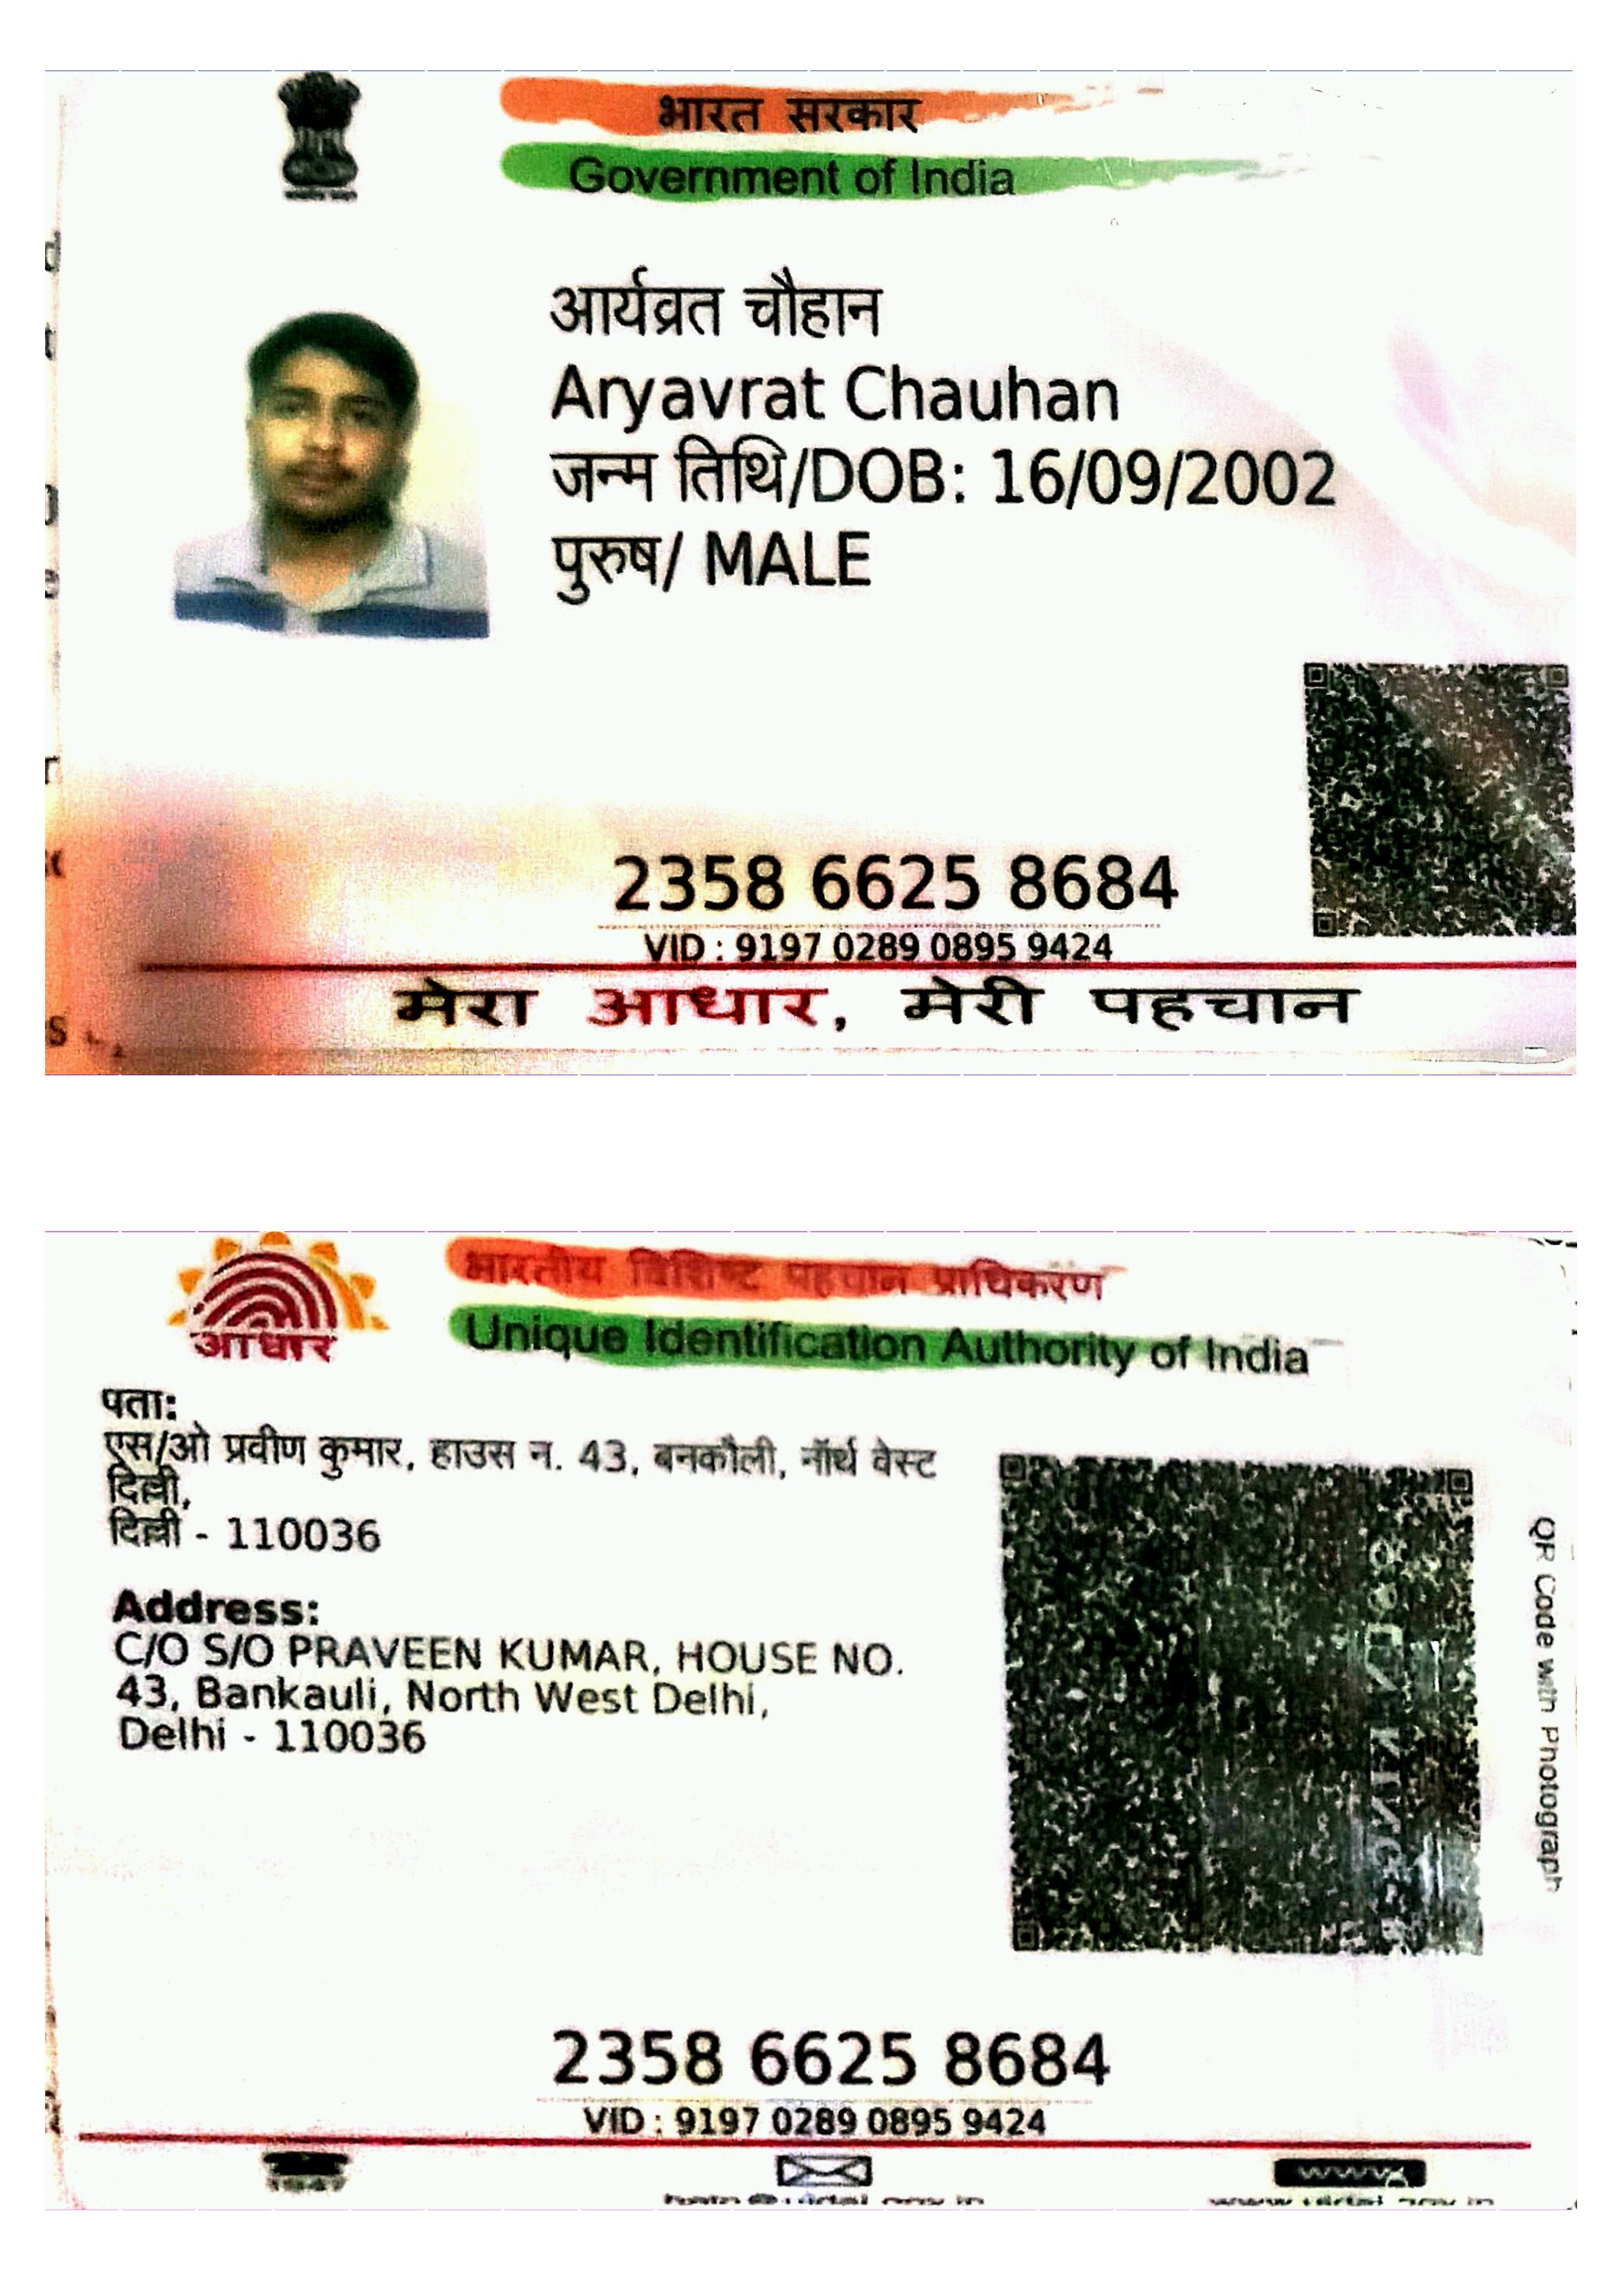 भारत सरकार
Government of India
आर्यव्रत चौहान
Aryavrat Chauhan
जन्म तिथि/DOB: 16/09/2002
पुरुष/ MALE
2358 6625 8684
VID : 9197 0289 0895 9424
मेरा आधार, मेरी पहचान
भारतीय विशिष्ट पहचान प्राधिकरण
आधार
Unique Identification Authority of India
पता:
एस/ओ प्रवीण कुमार, हाउस न. 43, बनकौली, नॉर्थ वेस्ट
दिल्ली,
दिल्ली - 110036
Address:
C/O S/O PRAVEEN KUMAR, HOUSE NO.
43, Bankauli, North West Delhi,
Delhi - 110036
QR Code with Photograph
2358 6625 8684
VID : 9197 0289 0895 9424
1947
www